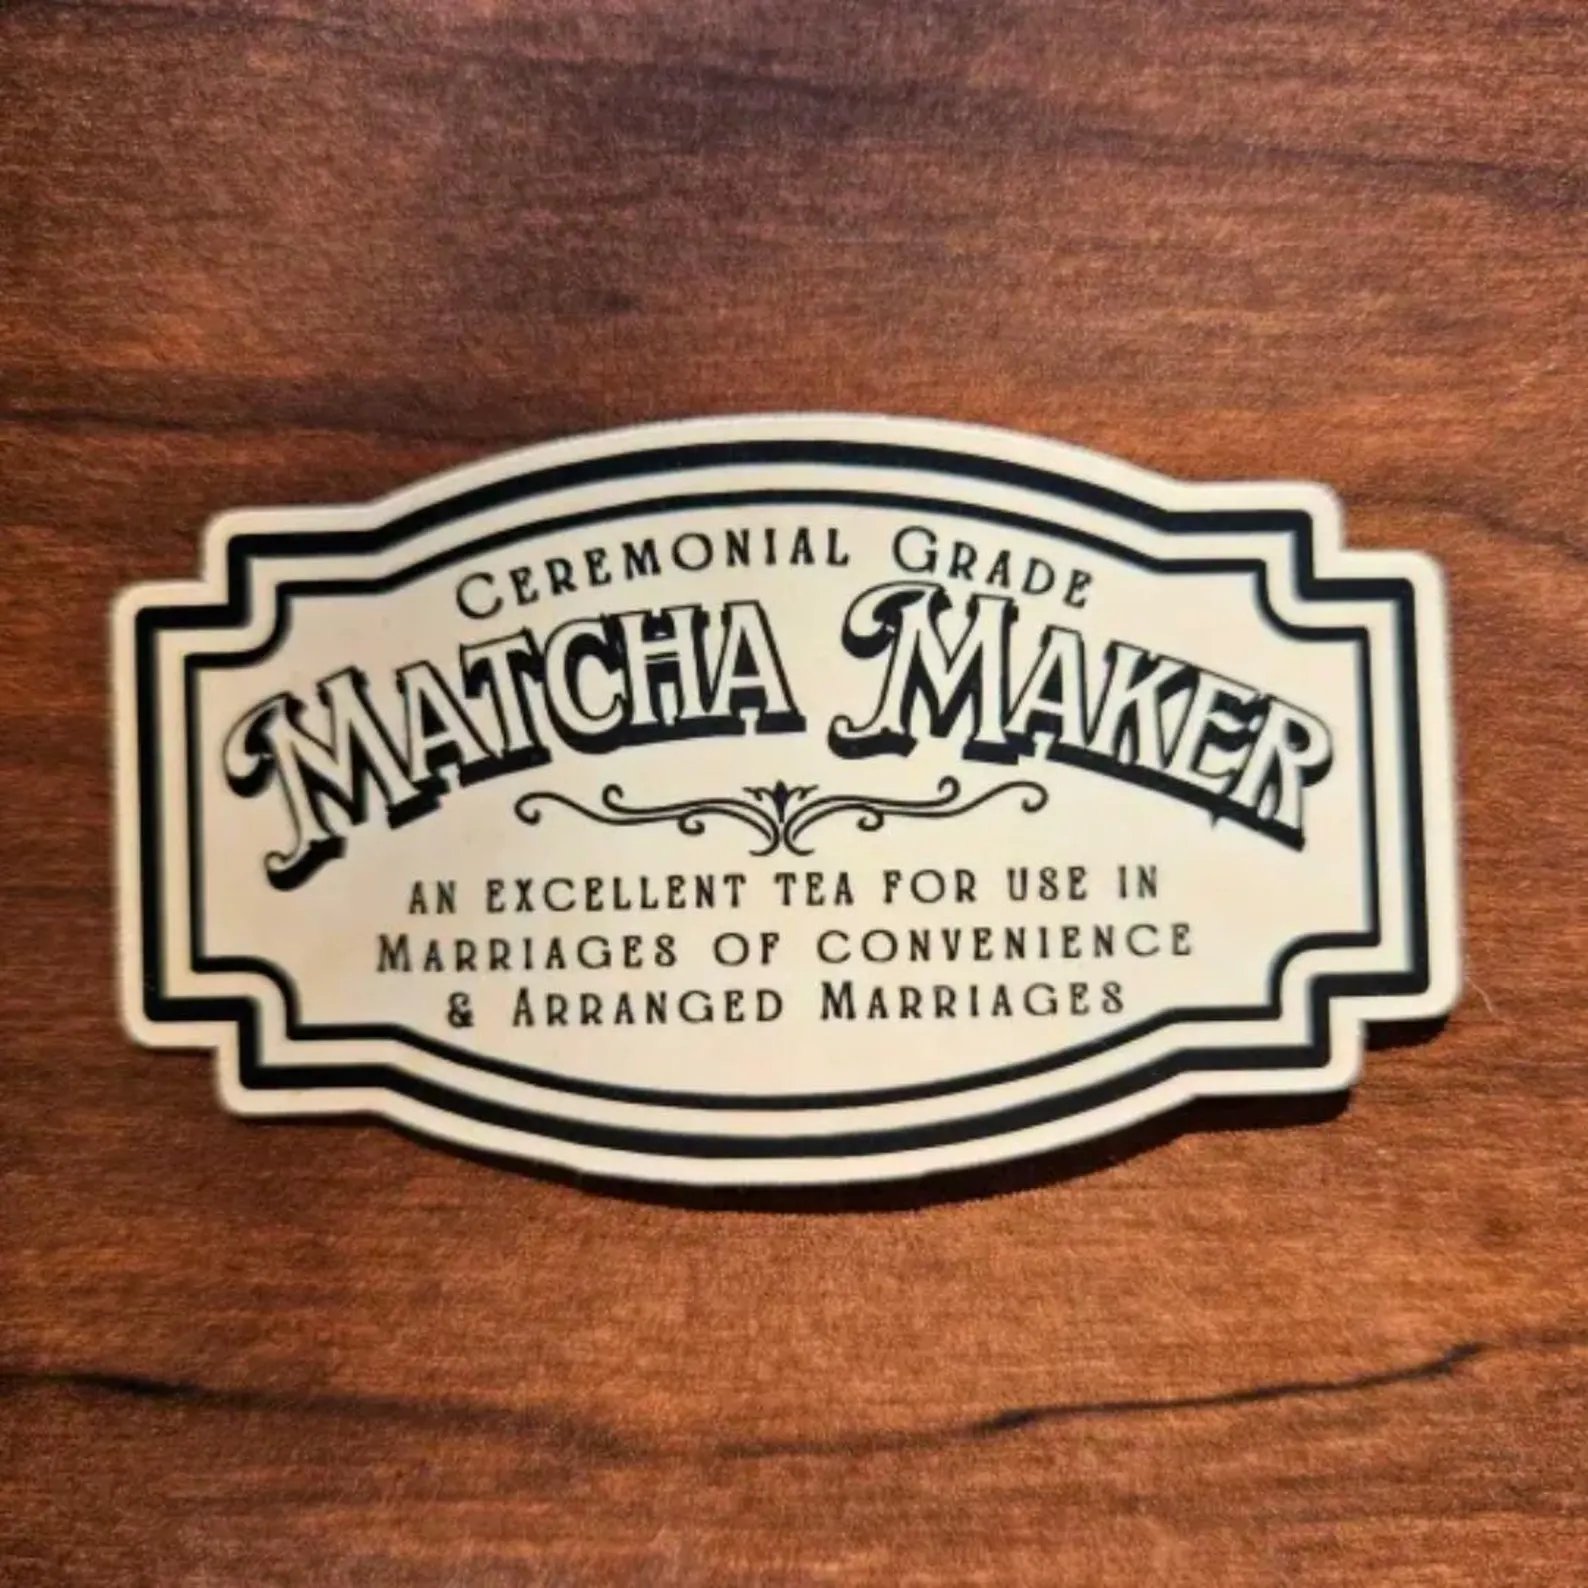 Ceremonial Grade
Matcha Maker
an excellent tea for use in
Marriages of convenience
& Arranged Marriages